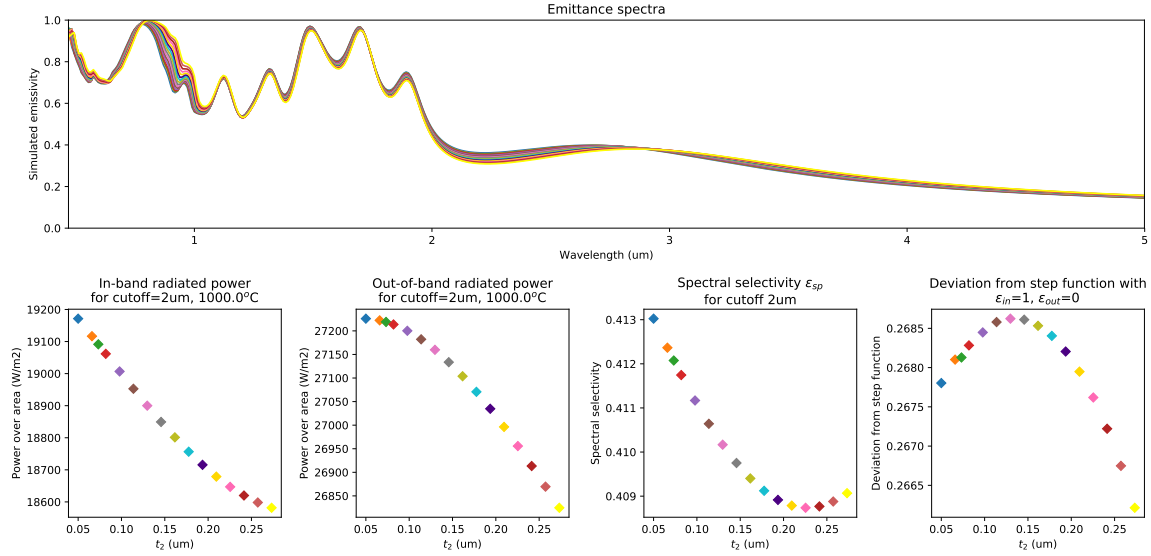 Emittance spectra
1.0
0.8
0.6
0.4
0.2
0.0
Simulated emissivity
1 2 3 4 5
Wavelength (um)
In-band radiated power
for cutoff=2um, 1000.0°C
19200
19100
19000
18900
18800
18700
18600
Power over area (W/m2)
0.05 0.10 0.15 0.20 0.25
t₂ (um)
Out-of-band radiated power
for cutoff=2um, 1000.0°C
27200
27150
27100
27050
27000
26950
26900
26850
Power over area (W/m2)
0.05 0.10 0.15 0.20 0.25
t₂ (um)
Spectral selectivity εsp
for cutoff 2um
0.413
0.412
0.411
0.410
0.409
Spectral selectivity
0.05 0.10 0.15 0.20 0.25
t₂ (um)
Deviation from step function with
εin=1, εout=0
0.2685
0.2680
0.2675
0.2670
0.2665
Deviation from step function
0.05 0.10 0.15 0.20 0.25
t₂ (um)